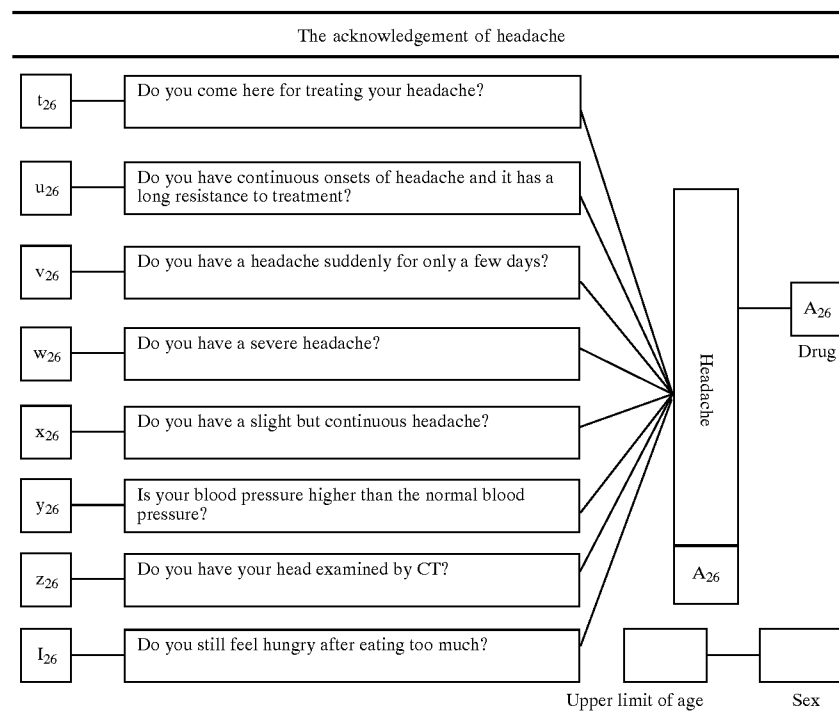 The acknowledgement of headache
t26
Do you come here for treating your headache?
u26
Do you have continuous onsets of headache and it has a
long resistance to treatment?
v26
Do you have a headache suddenly for only a few days?
w26
Do you have a severe headache?
x26
Do you have a slight but continuous headache?
y26
Is your blood pressure higher than the normal blood
pressure?
z26
Do you have your head examined by CT?
I26
Do you still feel hungry after eating too much?
Headache
A26
A26
Drug
Upper limit of age
Sex